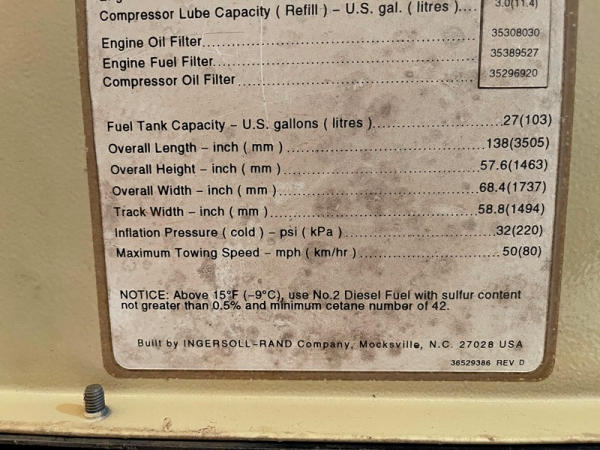 Compressor Lube Capacity ( Refill ) – U.S. gal. ( litres ).... 3.0(11.4)
Engine Oil Filter........................................ 35308030
Engine Fuel Filter...................................... 35389527
Compressor Oil Filter ................................. 35296920
Fuel Tank Capacity – U.S. gallons ( litres )........................27(103)
Overall Length – inch ( mm ) ........................................138(3505)
Overall Height – inch ( mm ) ........................................57.6(1463)
Overall Width – inch ( mm ) .........................................68.4(1737)
Track Width – inch ( mm ) ...........................................58.8(1494)
Inflation Pressure ( cold ) – psi ( kPa ) ..............................32(220)
Maximum Towing Speed – mph ( km/hr ) ..............................50(80)
NOTICE: Above 15°F (–9°C), use No.2 Diesel Fuel with sulfur content
not greater than 0.5% and minimum cetane number of 42.
Built by INGERSOLL–RAND Company, Mocksville, N.C. 27028 USA
36529386 REV D